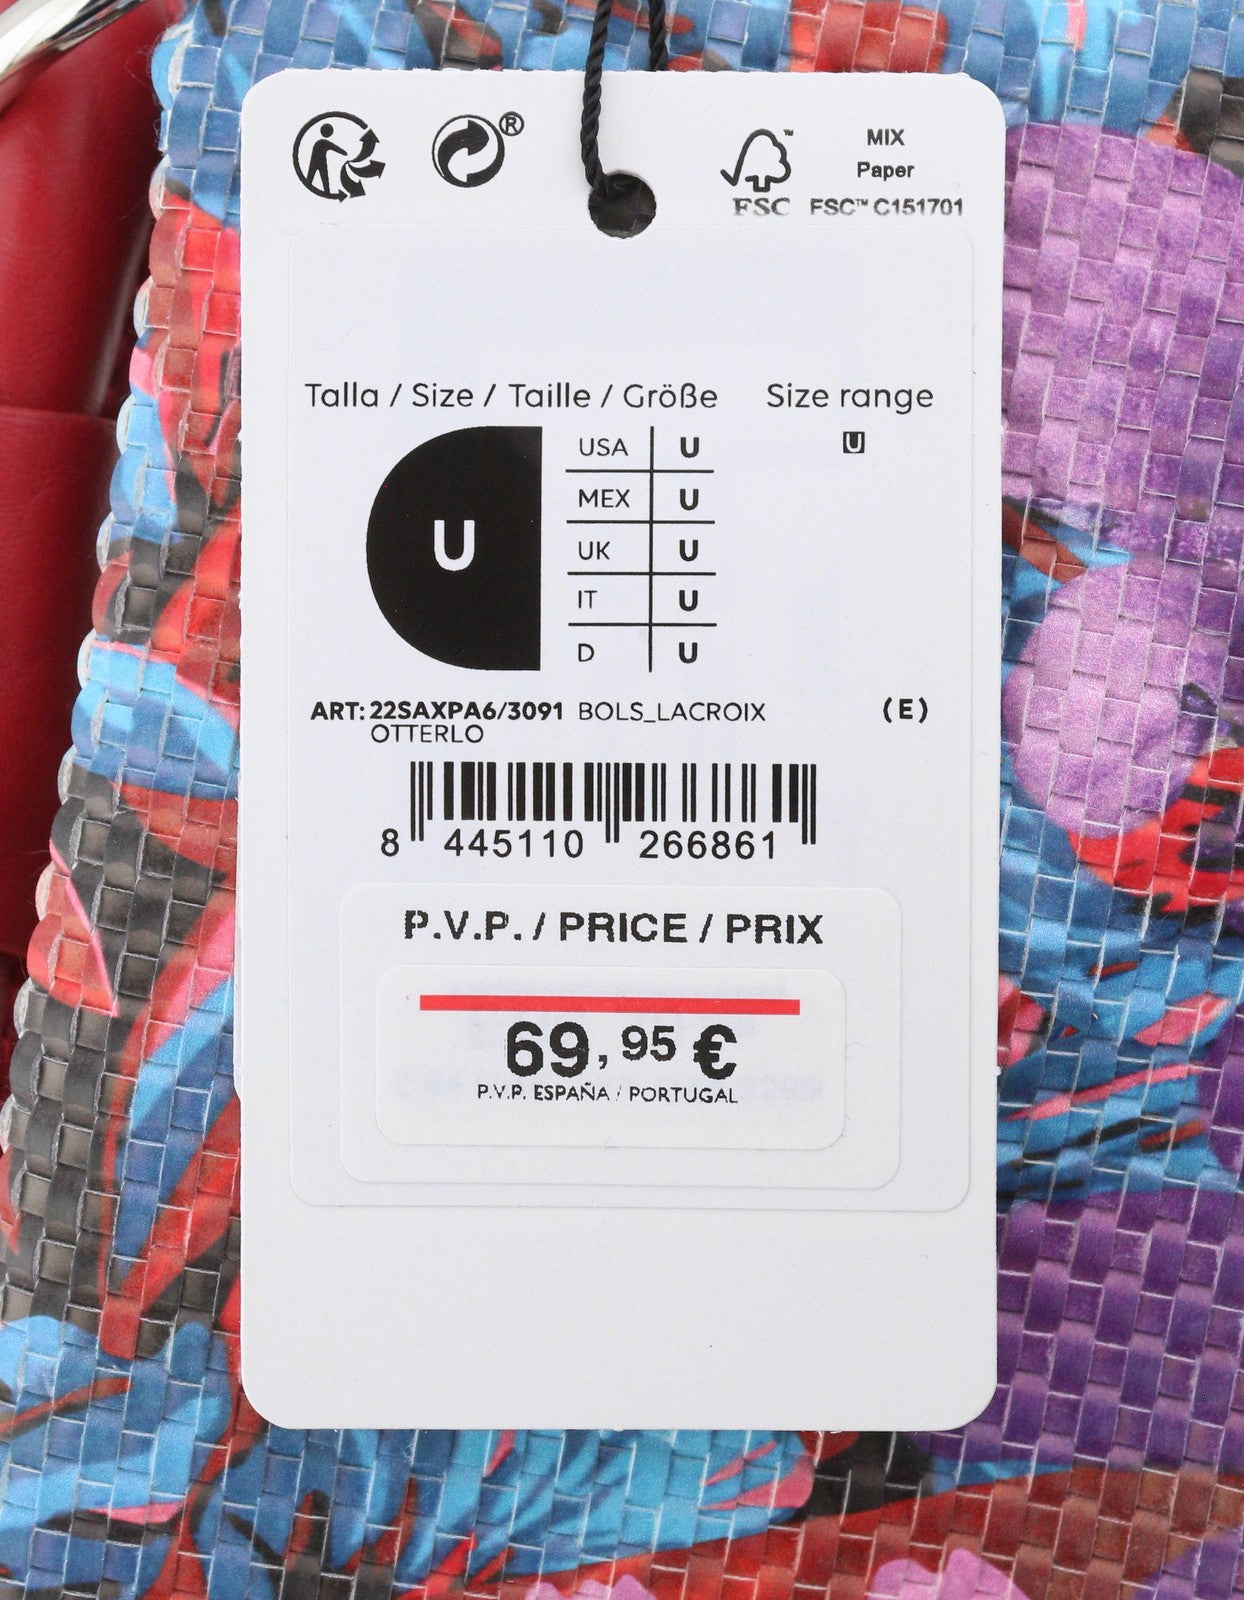 ®
MIX
Paper
FSC
FSC™ C151701
Talla / Size / Taille / Größe
Size range
U
U
USA U
MEX U
UK U
IT U
D U
ART: 22SAXPA6/3091 BOLS_LACROIX (E)
OTTERLO
8 445110 266861
P.V.P. / PRICE / PRIX
69,95 €
P.V.P. ESPAÑA / PORTUGAL